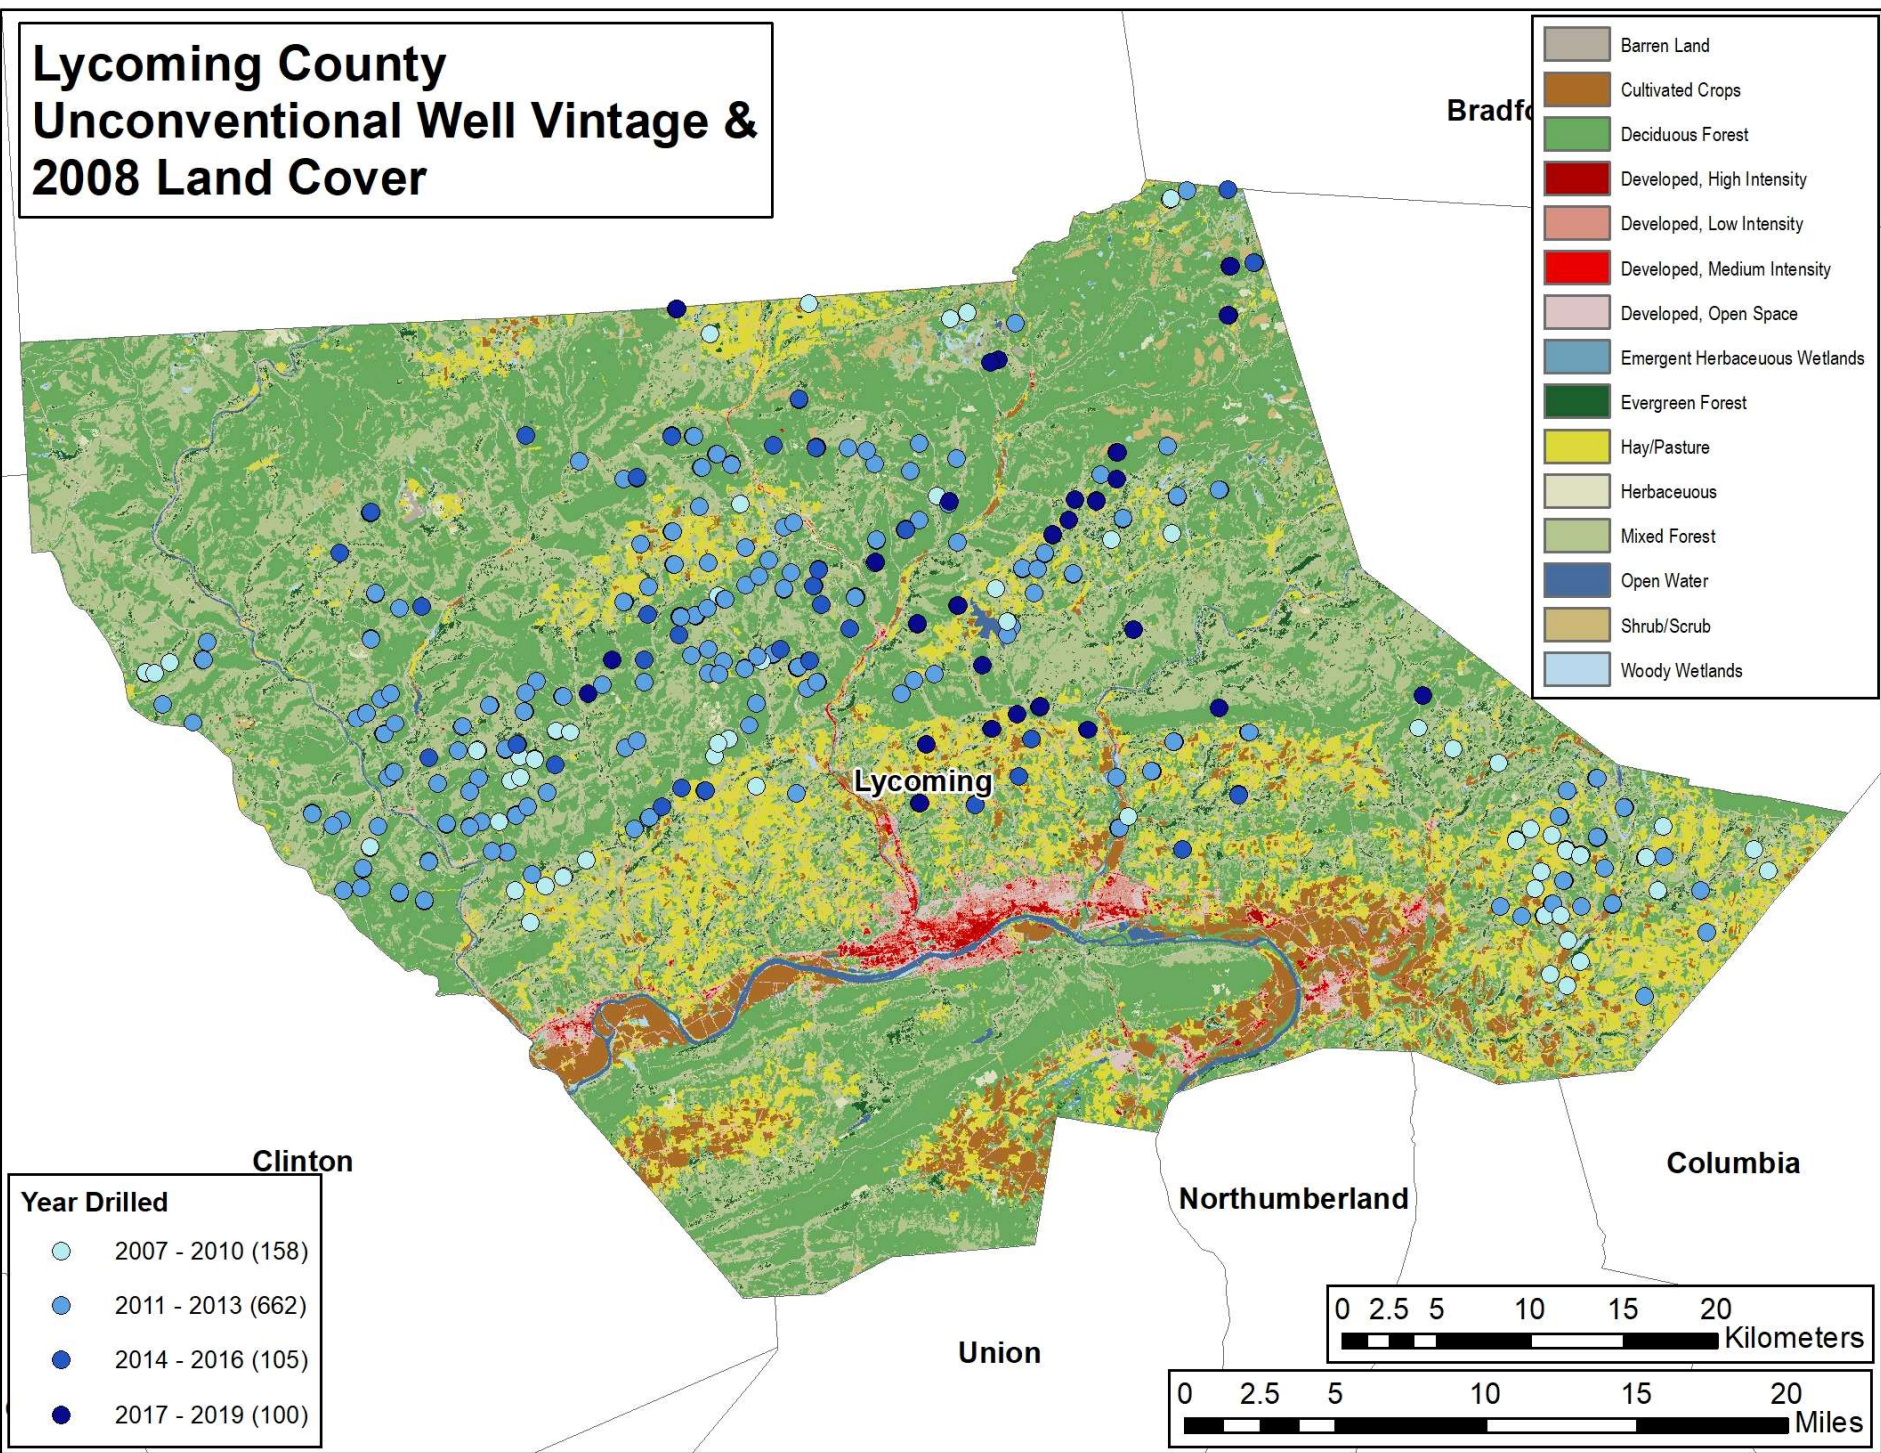 Lycoming County
Unconventional Well Vintage &
2008 Land Cover
Barren Land
Cultivated Crops
Deciduous Forest
Developed, High Intensity
Developed, Low Intensity
Developed, Medium Intensity
Developed, Open Space
Emergent Herbaceuous Wetlands
Evergreen Forest
Hay/Pasture
Herbaceuous
Mixed Forest
Open Water
Shrub/Scrub
Woody Wetlands
Bradfo
Lycoming
Clinton
Columbia
Northumberland
Union
Year Drilled
2007 - 2010 (158)
2011 - 2013 (662)
2014 - 2016 (105)
2017 - 2019 (100)
0 2.5 5 10 15 20
Kilometers
0 2.5 5 10 15 20
Miles